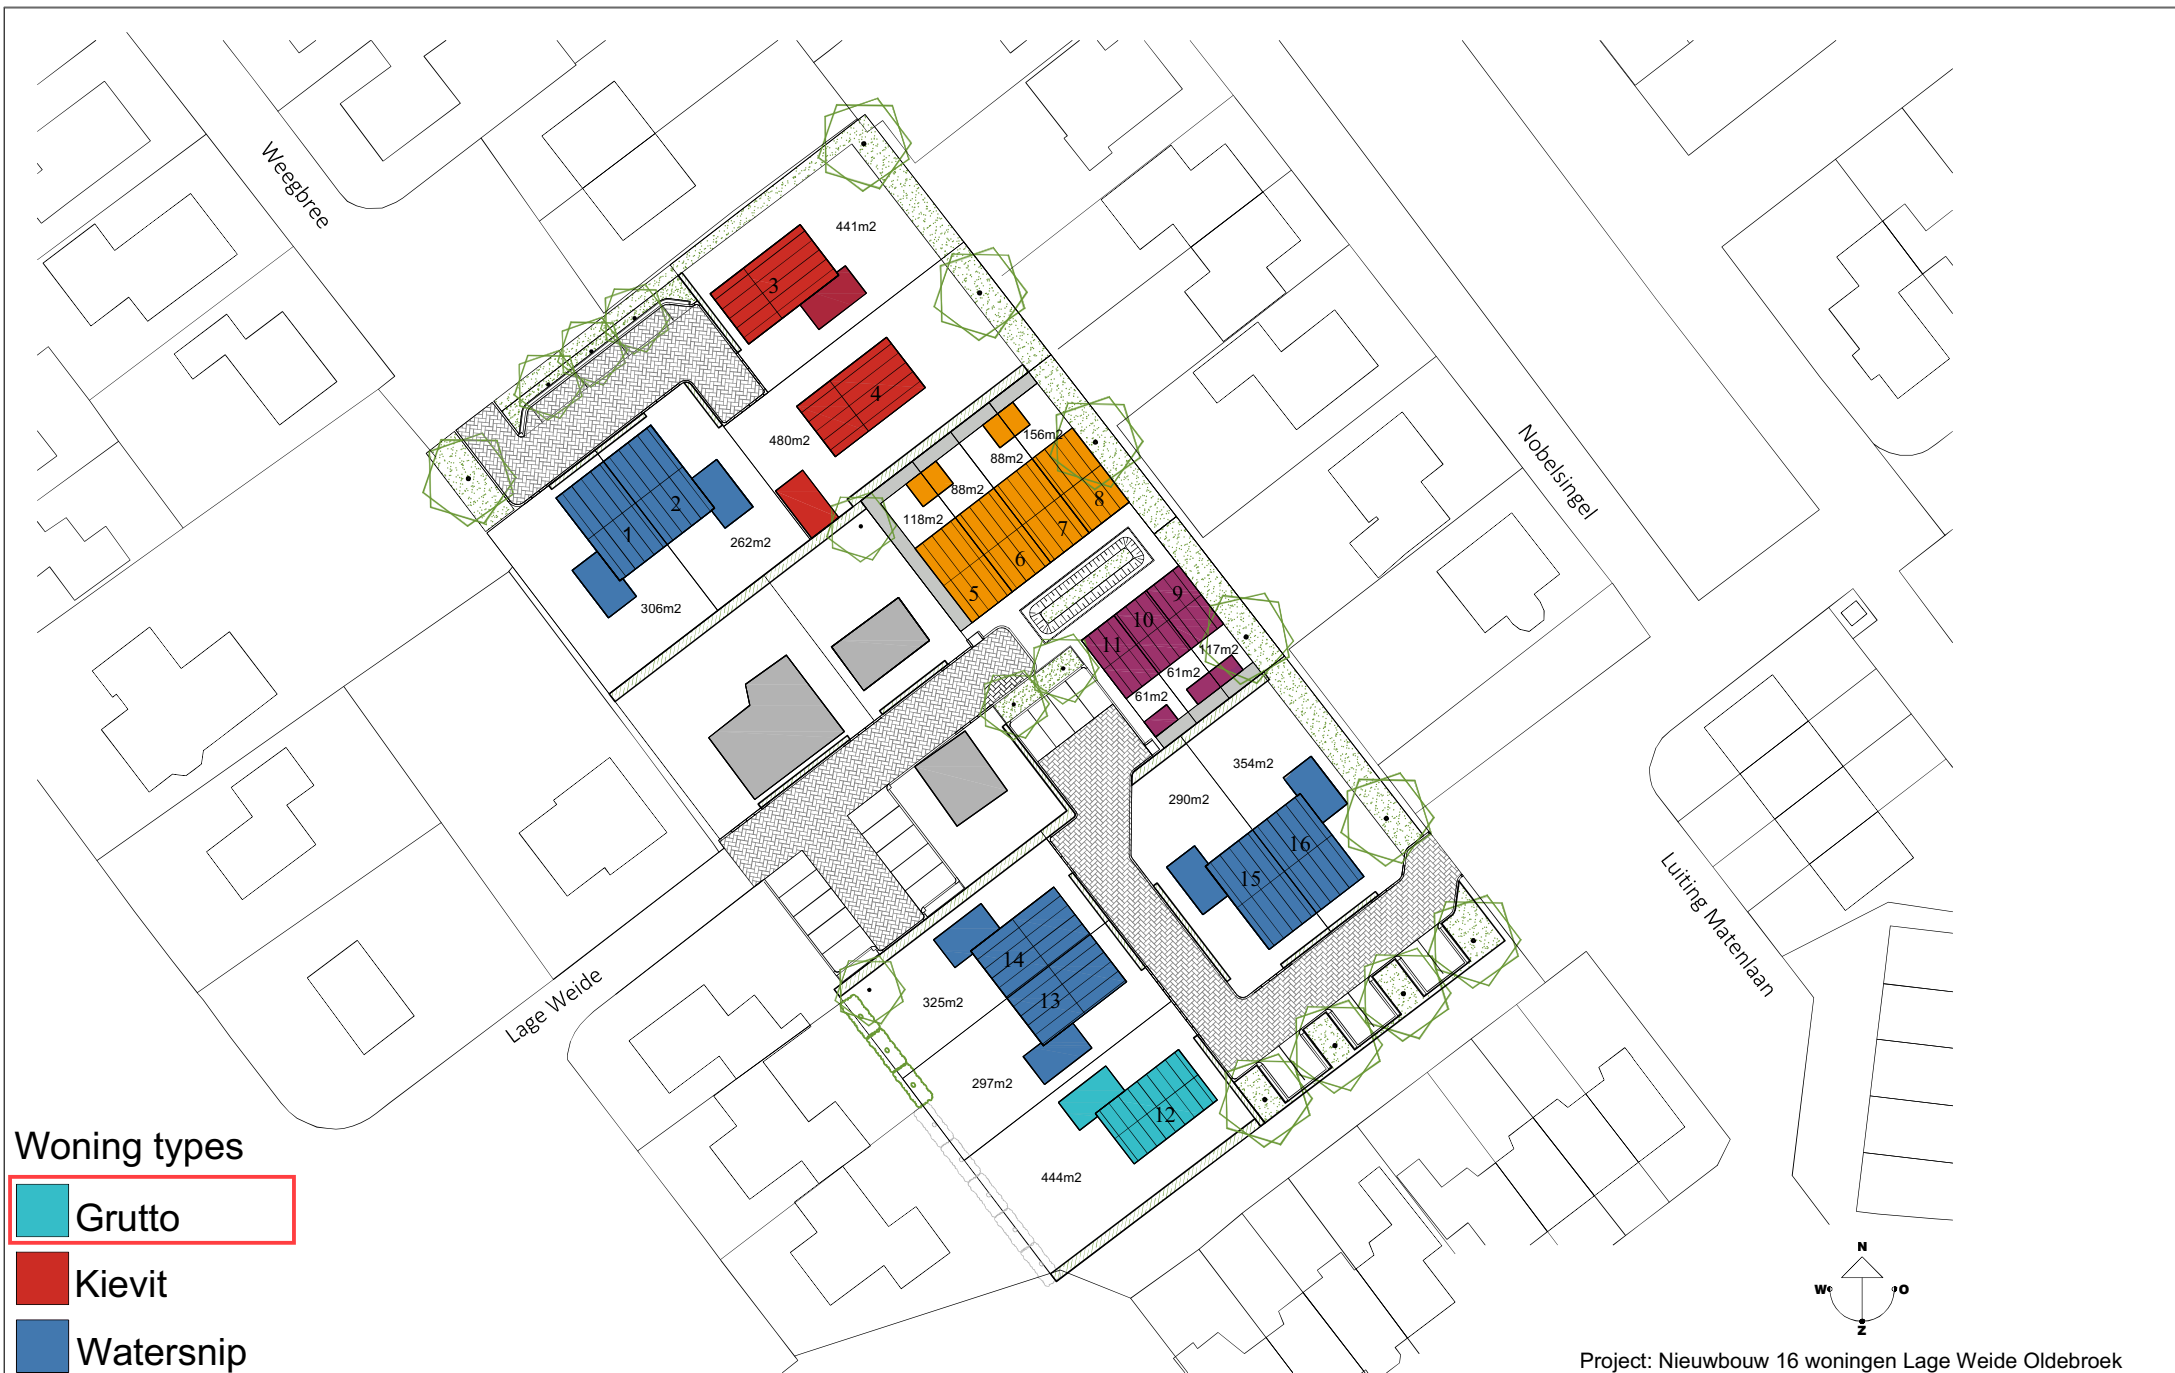 Weegbree
441m2
3
4
480m2
156m2
88m2
88m2
118m2
8
7
6
5
2
1
262m2
306m2
Nobelsingel
9
10
11
117m2
61m2
61m2
354m2
290m2
16
15
Luiting Matenlaan
14
13
325m2
297m2
12
444m2
Lage Weide
Woning types
Grutto
Kievit
Watersnip
N
W
O
Z
Project: Nieuwbouw 16 woningen Lage Weide Oldebroek